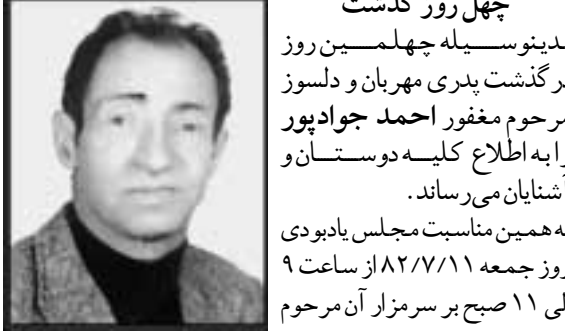 چهل روز گذشت
بدینوسیله چهلمین روز
درگذشت پدری مهربان و دلسوز
مرحوم مغفور احمد جوادپور
را به اطلاع کلیه دوستان و
آشنایان می‌رساند.
به همین مناسبت مجلس یادبودی
روز جمعه ۸۲/۷/۱۱ از ساعت ۹
الی ۱۱ صبح بر سر مزار آن مرحوم